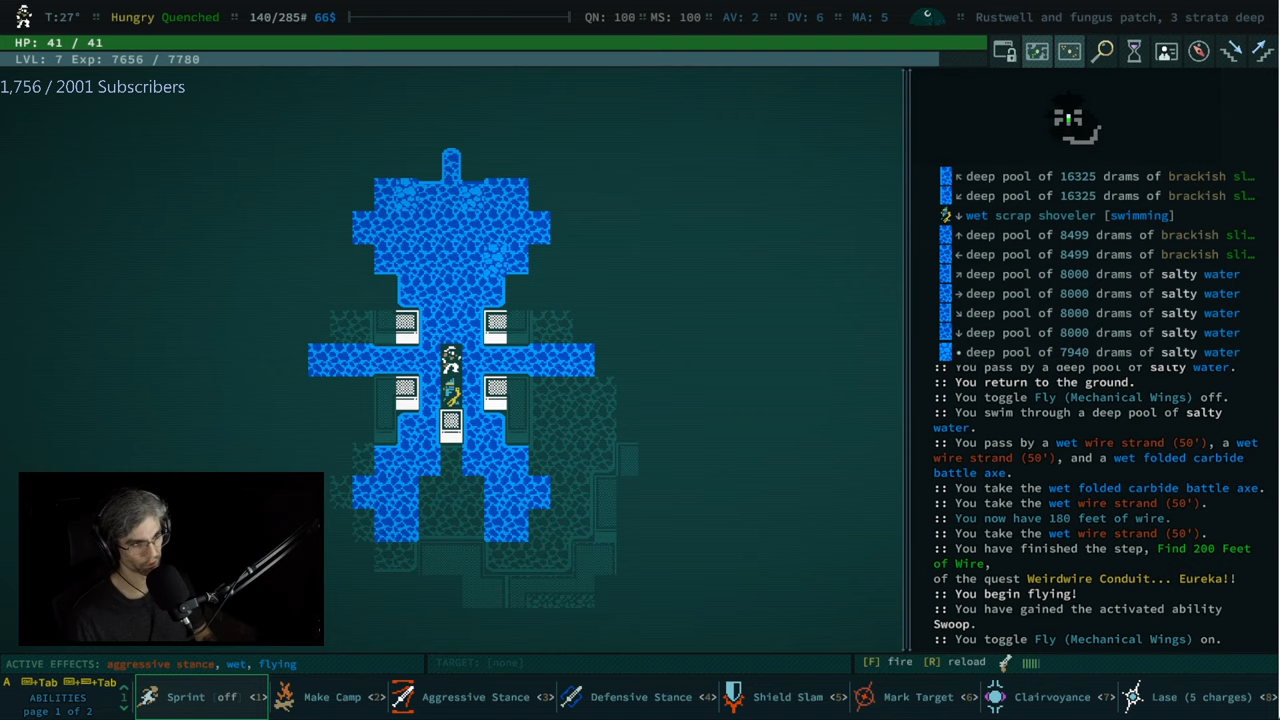 T:27° Hungry Quenched :: 140/285# 66$ QN: 100 :: MS: 100 :: AV: 2 :: DV: 6 :: MA: 5 :: Rustwell and fungus patch, 3 strata deep
HP: 41 / 41
LVL: 7 Exp: 7656 / 7780
1,756 / 2001 Subscribers
deep pool of 16325 drams of brackish sl…
deep pool of 16325 drams of brackish sl…
wet scrap shoveler [swimming]
deep pool of 8499 drams of brackish sli…
deep pool of 8499 drams of brackish sli…
deep pool of 8000 drams of salty water
deep pool of 8000 drams of salty water
deep pool of 8000 drams of salty water
deep pool of 8000 drams of salty water
deep pool of 7940 drams of salty water
:: You pass by a deep pool of salty water.
:: You return to the ground.
:: You toggle Fly (Mechanical Wings) off.
:: You swim through a deep pool of salty
water.
:: You pass by a wet wire strand (50'), a wet
wire strand (50'), and a wet folded carbide
battle axe.
:: You take the wet folded carbide battle axe.
:: You take the wet wire strand (50').
:: You now have 180 feet of wire.
:: You take the wet wire strand (50').
:: You have finished the step, Find 200 Feet
of Wire,
of the quest Weirdwire Conduit... Eureka!!
:: You begin flying!
:: You have gained the activated ability
Swoop.
:: You toggle Fly (Mechanical Wings) on.
ACTIVE EFFECTS: aggressive stance, wet, flying
TARGET: [none]
[F] fire [R] reload
ABILITIES
page 1 of 2
Sprint [off] <1>
Make Camp <2>
Aggressive Stance <3>
Defensive Stance <4>
Shield Slam <5>
Mark Target <6>
Clairvoyance <7>
Lase (5 charges) <8>